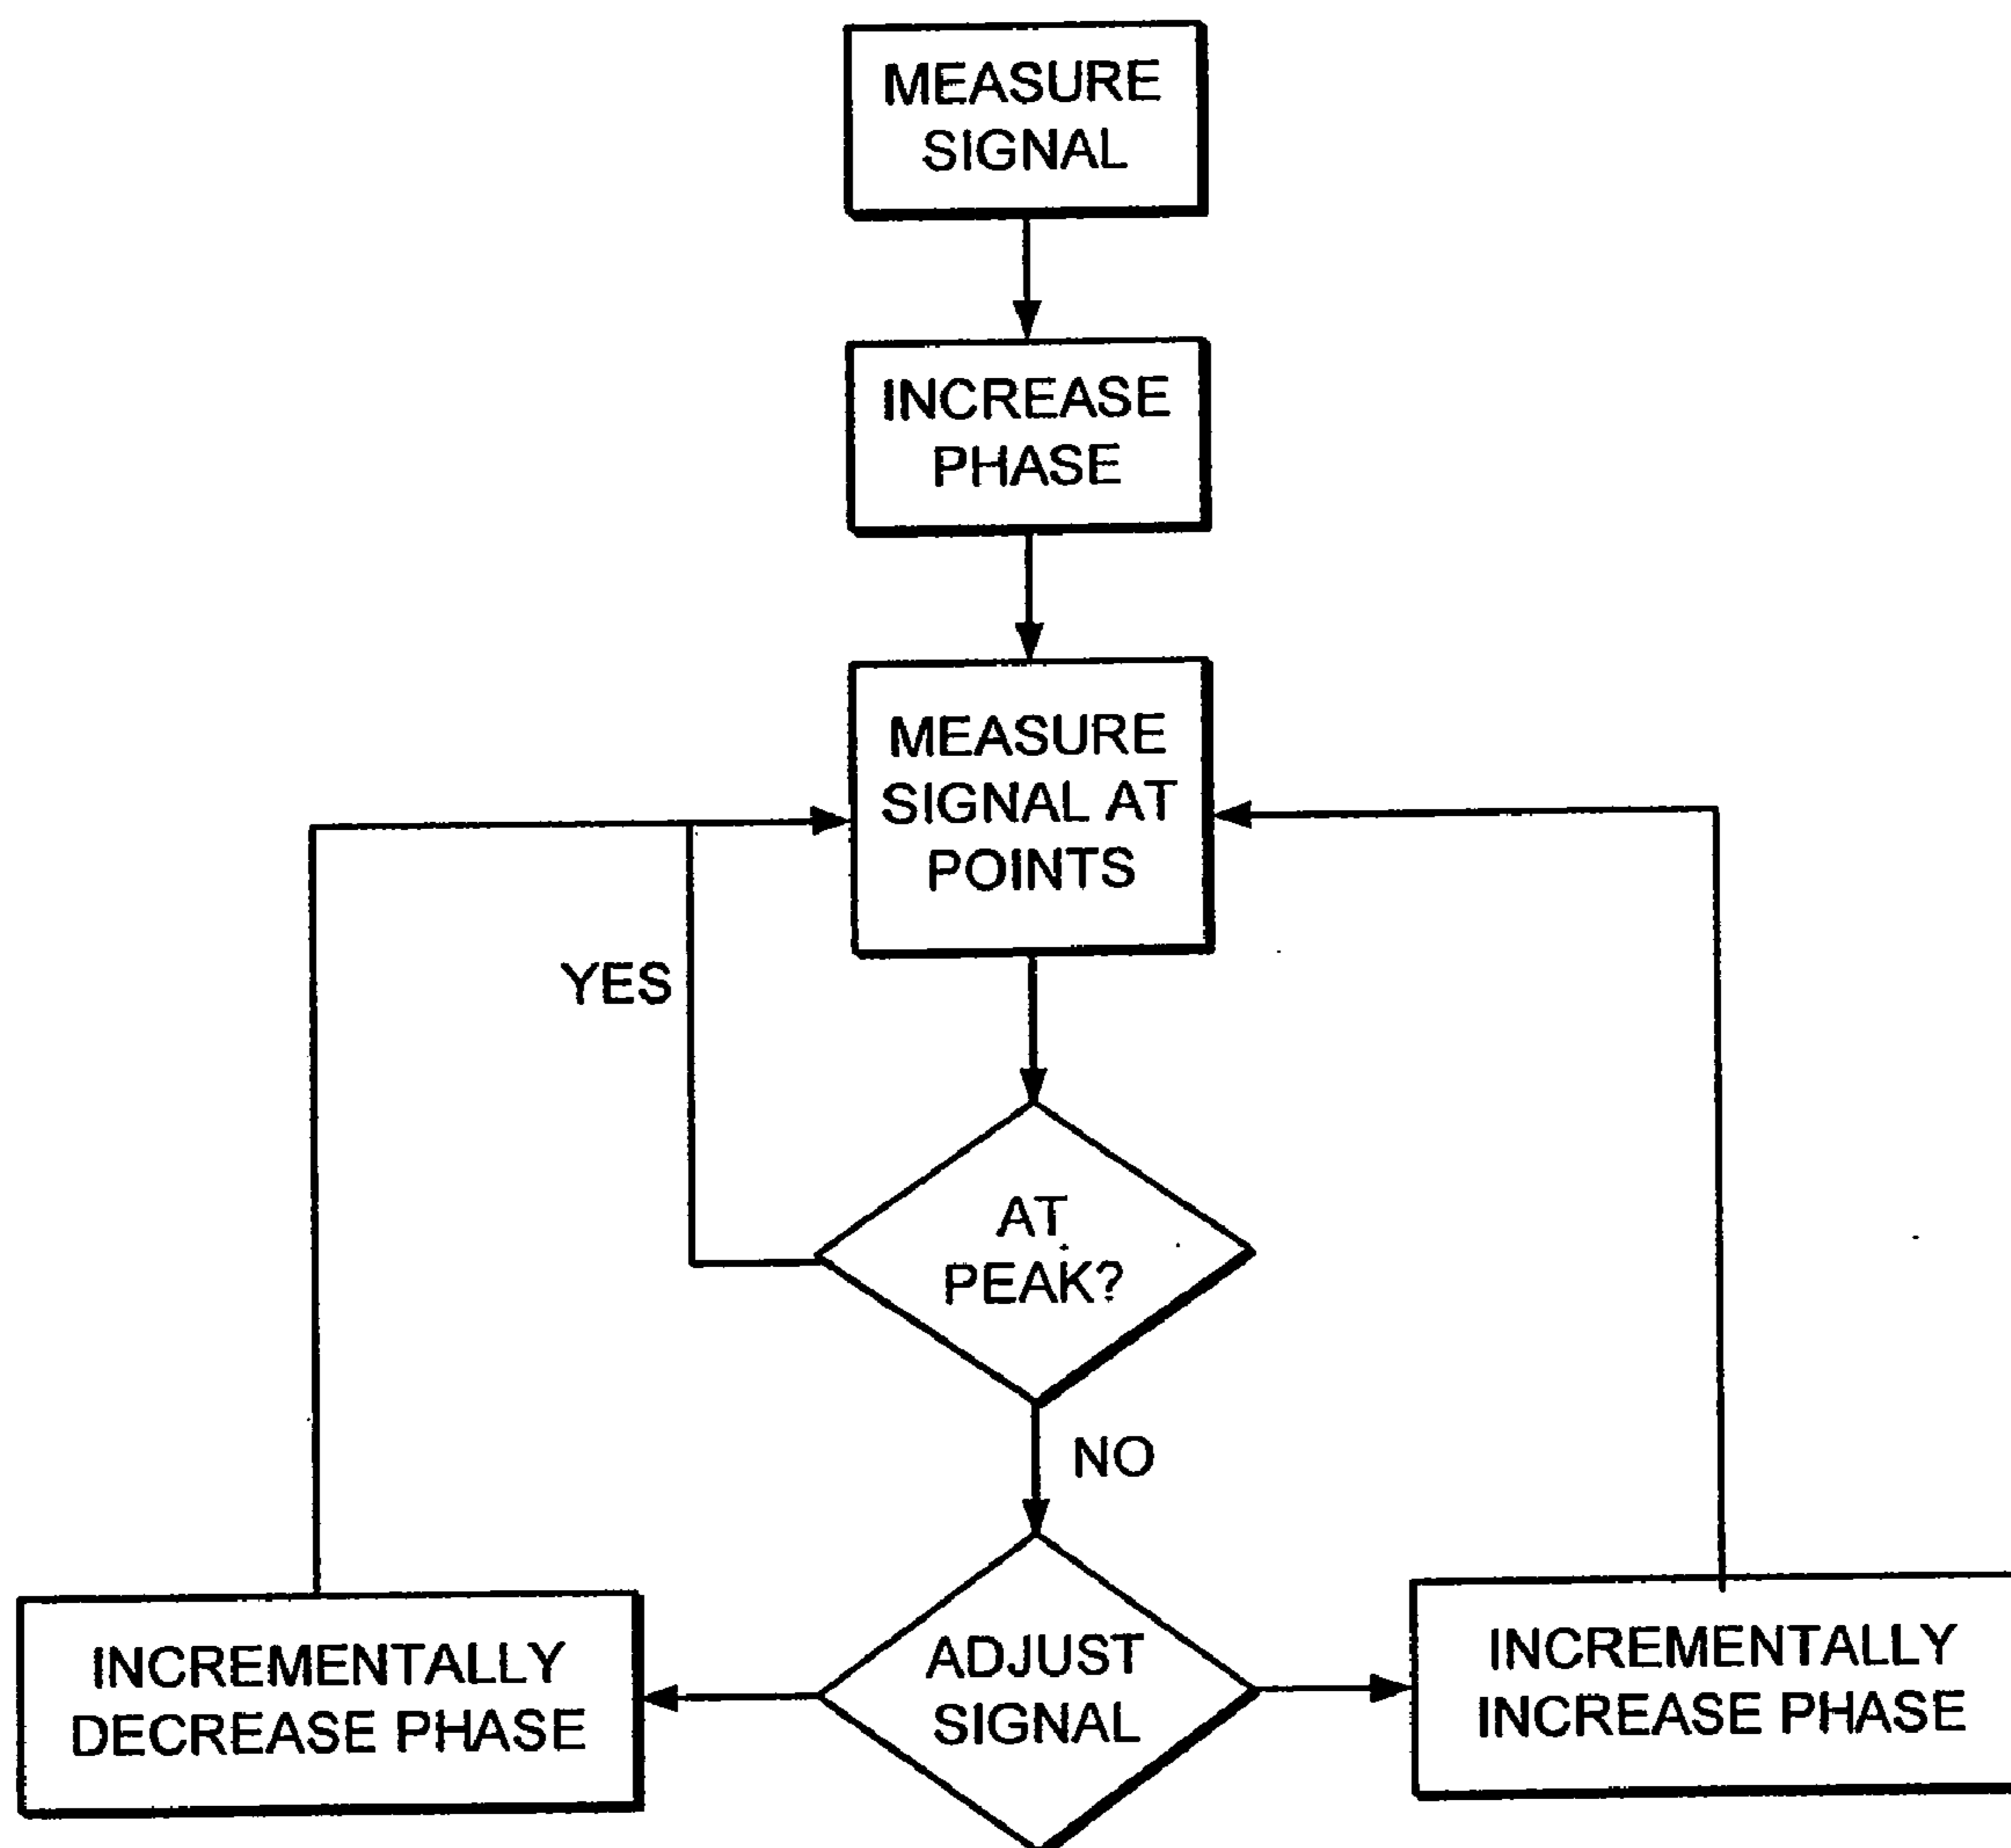 MEASURE
SIGNAL
INCREASE
PHASE
MEASURE
SIGNAL AT
POINTS
YES
AT
PEAK?
NO
INCREMENTALLY
DECREASE PHASE
ADJUST
SIGNAL
INCREMENTALLY
INCREASE PHASE